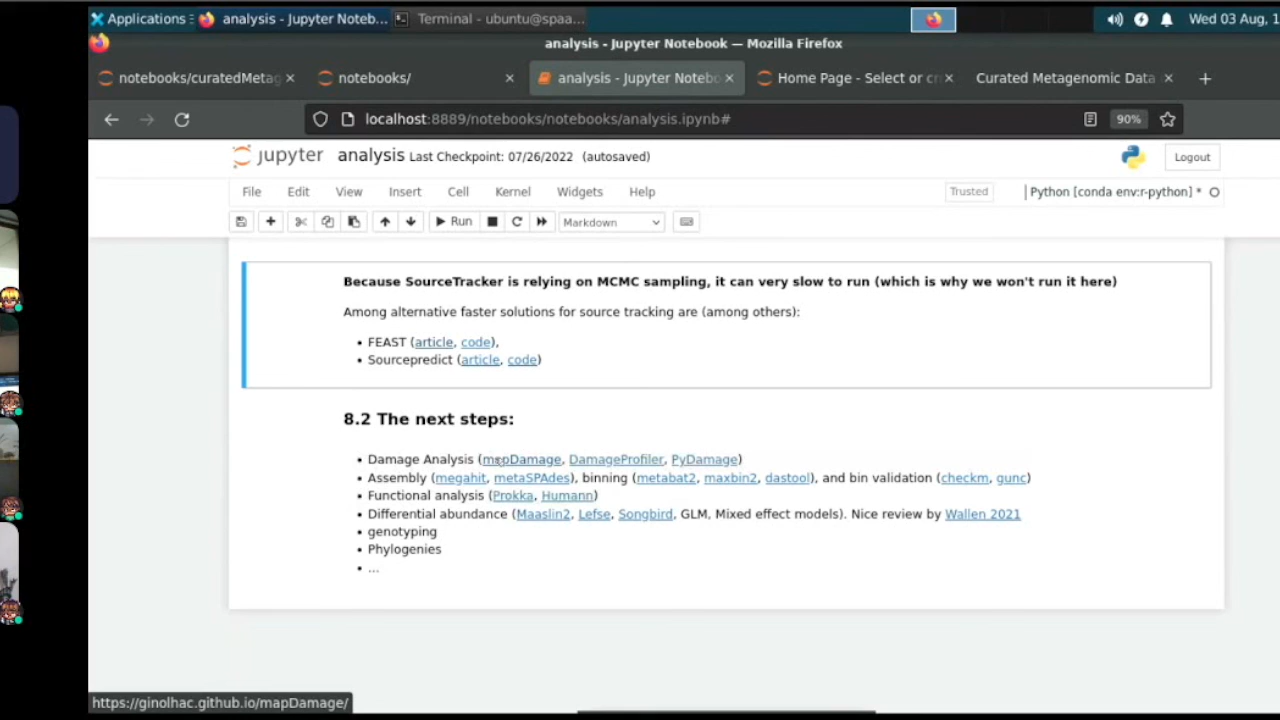 Applications
analysis - Jupyter Noteb...
Terminal - ubuntu@spaa...
Wed 03 Aug, 1
analysis - Jupyter Notebook — Mozilla Firefox
notebooks/curatedMetag
notebooks/
analysis - Jupyter Notebo
Home Page - Select or cr
Curated Metagenomic Data
localhost:8889/notebooks/notebooks/analysis.ipynb#
90%
jupyter analysis Last Checkpoint: 07/26/2022 (autosaved)
Logout
File Edit View Insert Cell Kernel Widgets Help
Trusted
Python [conda env:r-python] *
Run
Markdown
Because SourceTracker is relying on MCMC sampling, it can very slow to run (which is why we won't run it here)
Among alternative faster solutions for source tracking are (among others):
• FEAST (article, code),
• Sourcepredict (article, code)
8.2 The next steps:
• Damage Analysis (mapDamage, DamageProfiler, PyDamage)
• Assembly (megahit, metaSPAdes), binning (metabat2, maxbin2, dastool), and bin validation (checkm, gunc)
• Functional analysis (Prokka, Humann)
• Differential abundance (Maaslin2, Lefse, Songbird, GLM, Mixed effect models). Nice review by Wallen 2021
• genotyping
• Phylogenies
• ...
https://ginolhac.github.io/mapDamage/